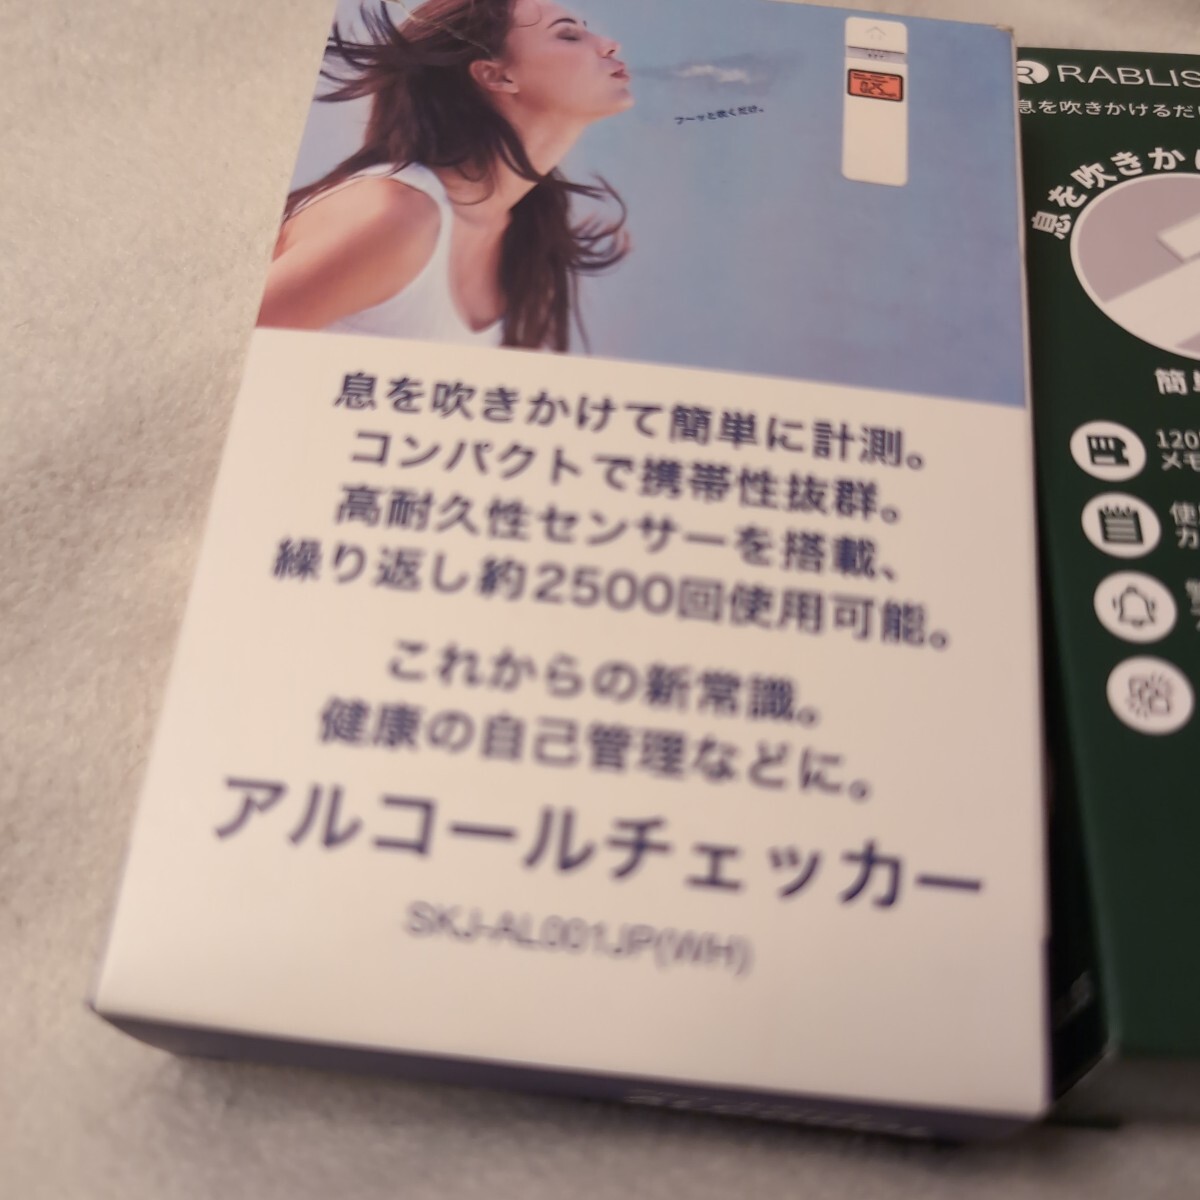 フーッと吹くだけ。
0.25
息を吹きかけて簡単に計測。
コンパクトで携帯性抜群。
高耐久性センサーを搭載、
繰り返し約2500回使用可能。
これからの新常識。
健康の自己管理などに。
アルコールチェッカー
SKJ-AL001JP(WH)
RABLIS
息を吹きかけるだ
息を吹きか
簡単
120
メモ
使
カ